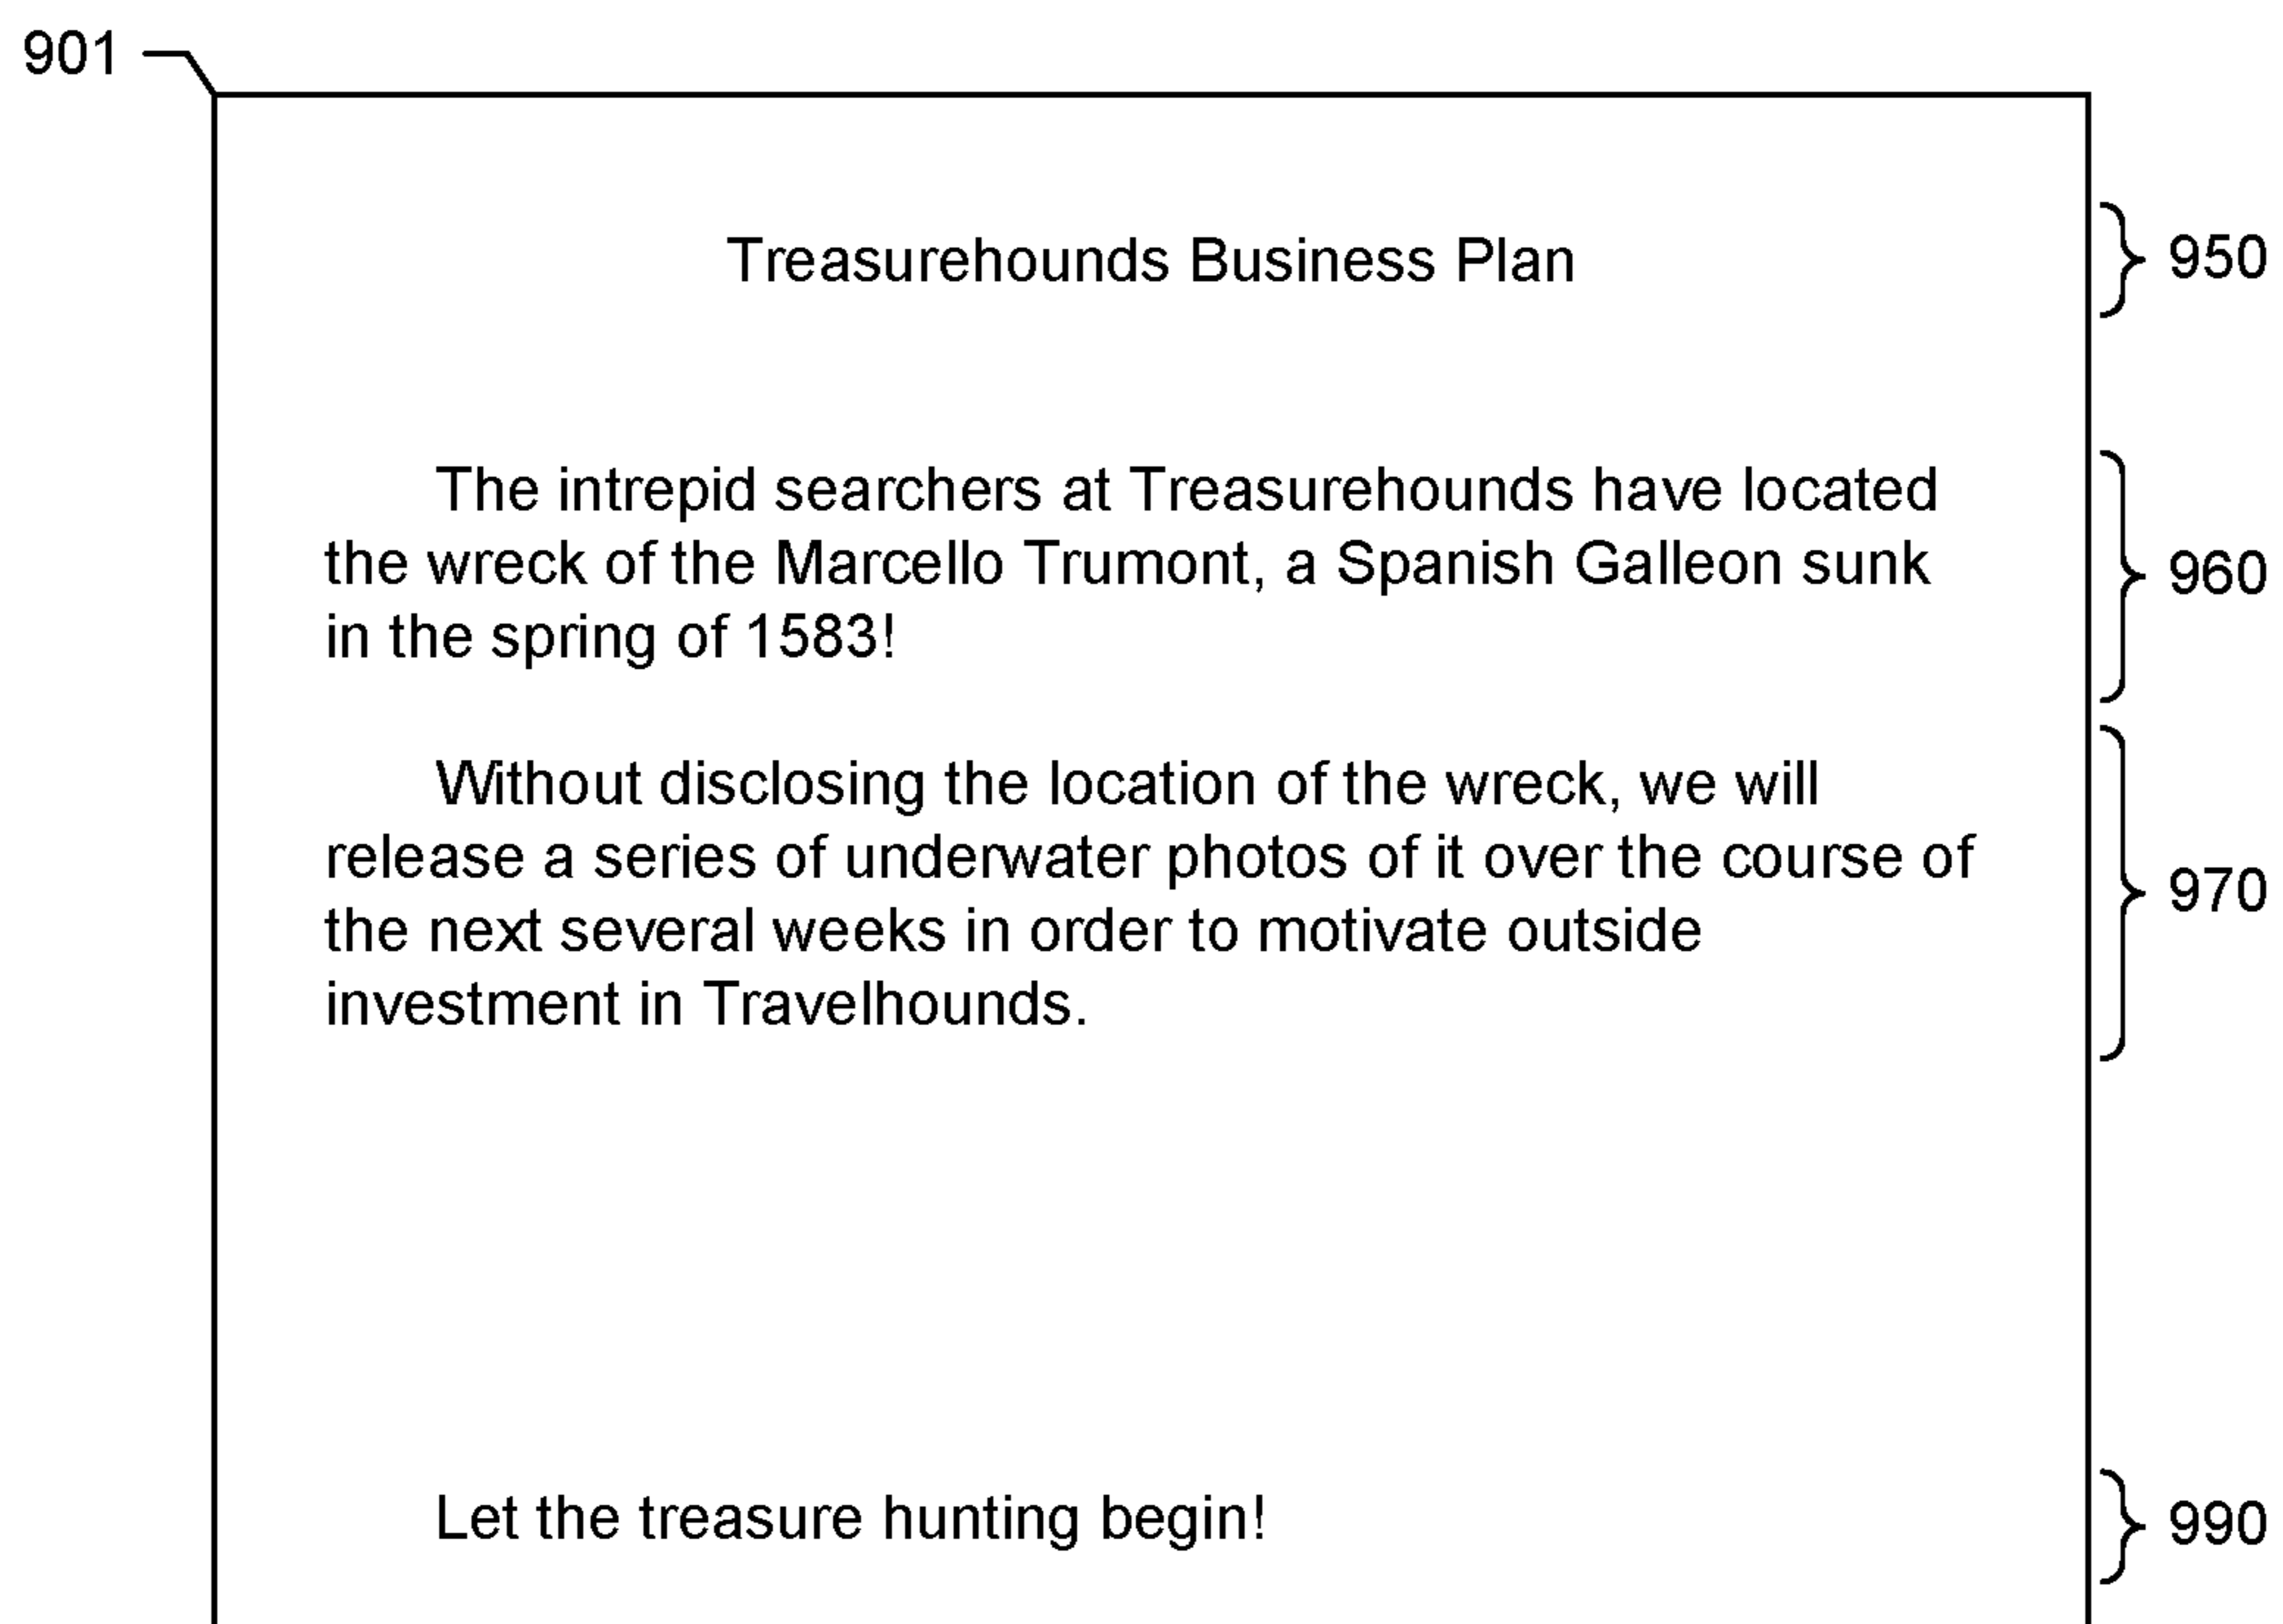 901
Treasurehounds Business Plan
950
The intrepid searchers at Treasurehounds have located
the wreck of the Marcello Trumont, a Spanish Galleon sunk
in the spring of 1583!
960
Without disclosing the location of the wreck, we will
release a series of underwater photos of it over the course of
the next several weeks in order to motivate outside
investment in Travelhounds.
970
Let the treasure hunting begin!
990